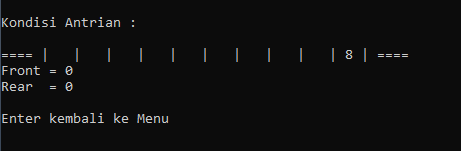 Kondisi Antrian :
==== |   |   |   |   |   |   |   |   |   | 8 | ====
Front = 0
Rear  = 0
Enter kembali ke Menu